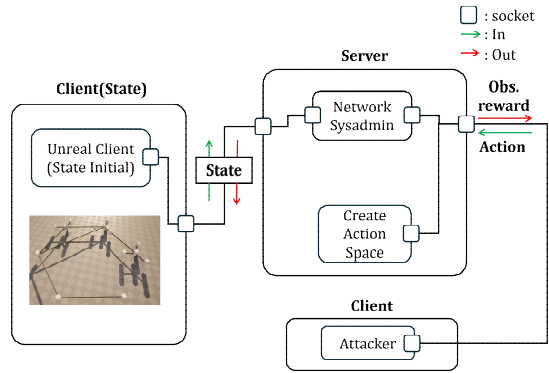 : socket
: In
: Out
Server
Client(State)
Obs.
reward
Network
Sysadmin
Unreal Client
(State Initial)
State
Action
Create
Action
Space
Client
Attacker